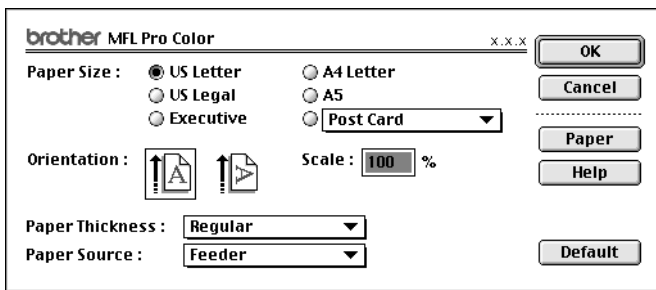 brother MFL Pro Color x.x.x
OK
Paper Size : US Letter A4 Letter
Cancel
US Legal A5
Executive Post Card
Paper
Orientation : A A Scale : 100 %
Help
Paper Thickness : Regular
Paper Source : Feeder
Default